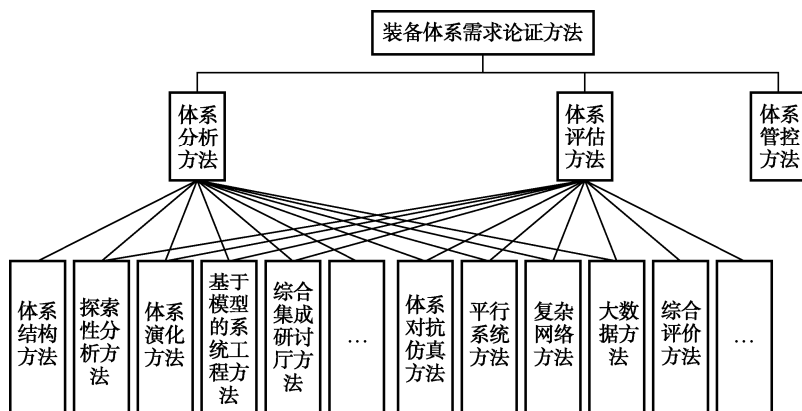 装备体系需求论证方法
体系
分析
方法
体系
评估
方法
体系
管控
方法
体系
结构
方法
探索
性分
析方
法
体系
演化
方法
基于
模型
的系
统工
程方
法
综合
集成
研讨
厅方
法
…
体系
对抗
仿真
方法
平行
系统
方法
复杂
网络
方法
大数
据方
法
综合
评价
方法
…